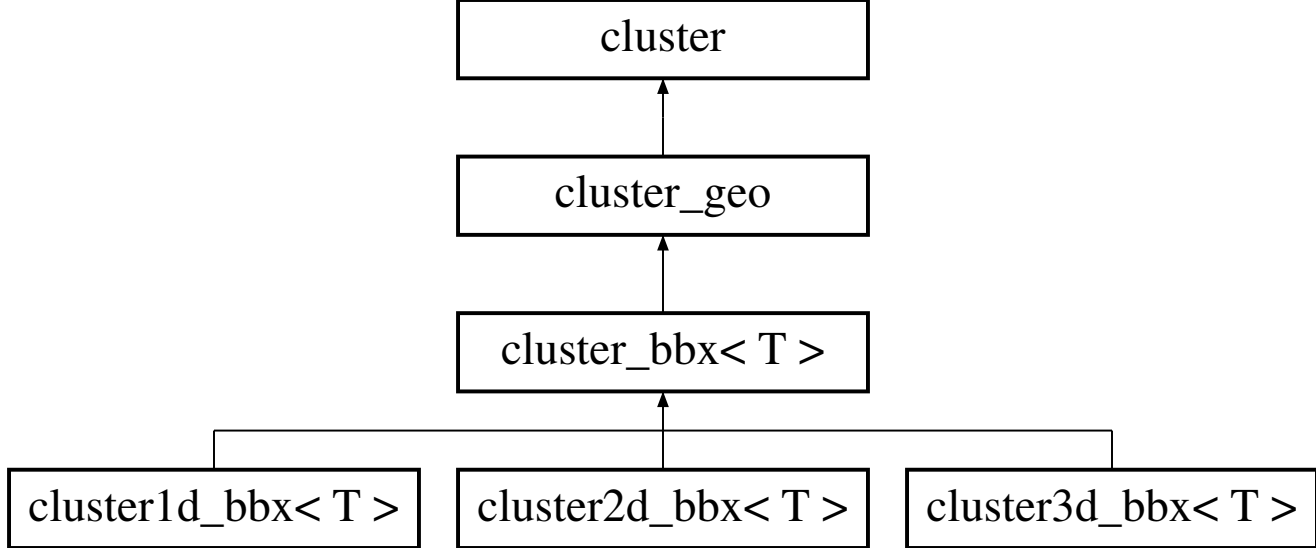 cluster
cluster_geo
cluster_bbx< T >
cluster1d_bbx< T >
cluster2d_bbx< T >
cluster3d_bbx< T >